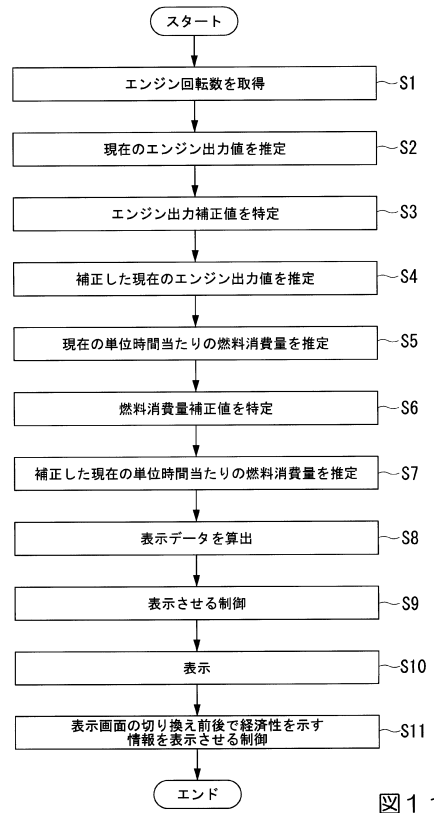 スタート
エンジン回転数を取得
S1
現在のエンジン出力値を推定
S2
エンジン出力補正値を特定
S3
補正した現在のエンジン出力値を推定
S4
現在の単位時間当たりの燃料消費量を推定
S5
燃料消費量補正値を特定
S6
補正した現在の単位時間当たりの燃料消費量を推定
S7
表示データを算出
S8
表示させる制御
S9
表示
S10
表示画面の切り換え前後で経済性を示す
情報を表示させる制御
S11
エンド
図1